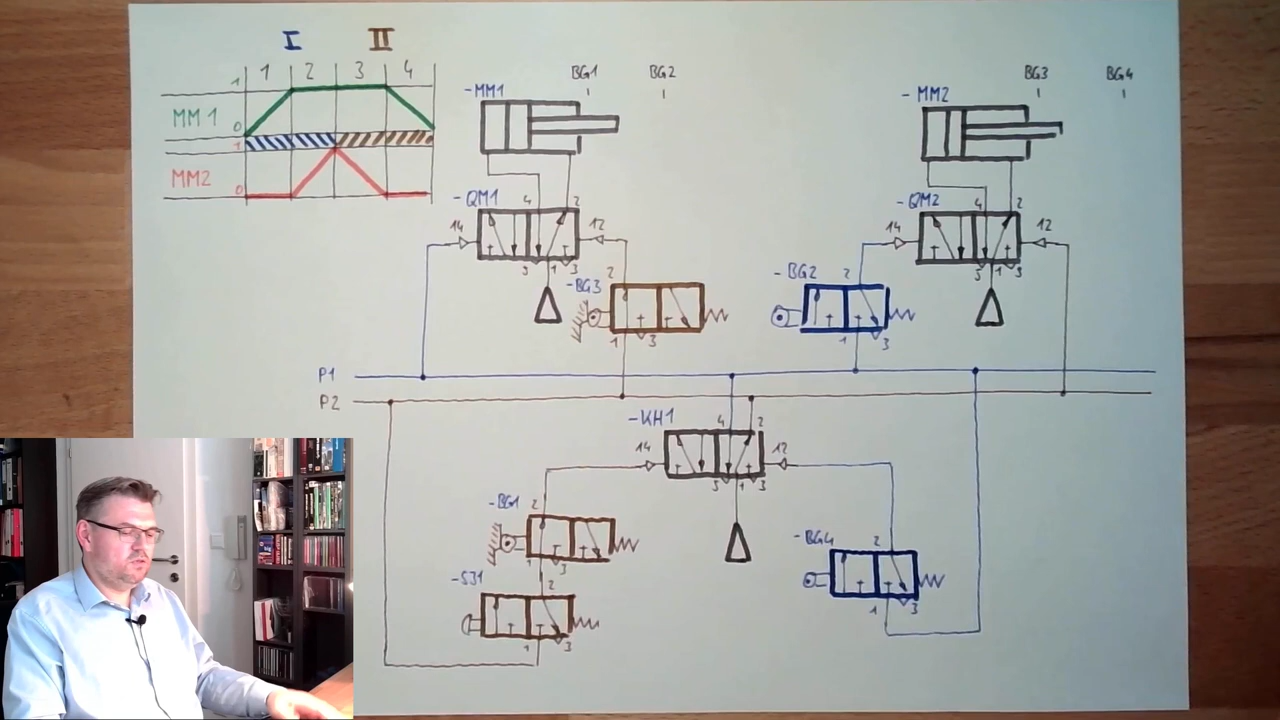 I II
1 2 3 4
1
MM 1
0
1
MM2
0
BG1 BG2
-MM1
-QM1 4 2
14 12
3 1 3
-BG3 2
1 3
BG3 BG4
-MM2
-QM2 4 2
14 12
3 1 3
-BG2 2
1 3
P1
P2
-KH1 4 2
14 12
3 1 3
-BG1 2
1 3
-SJ1 2
1 3
-BG4 2
1 3